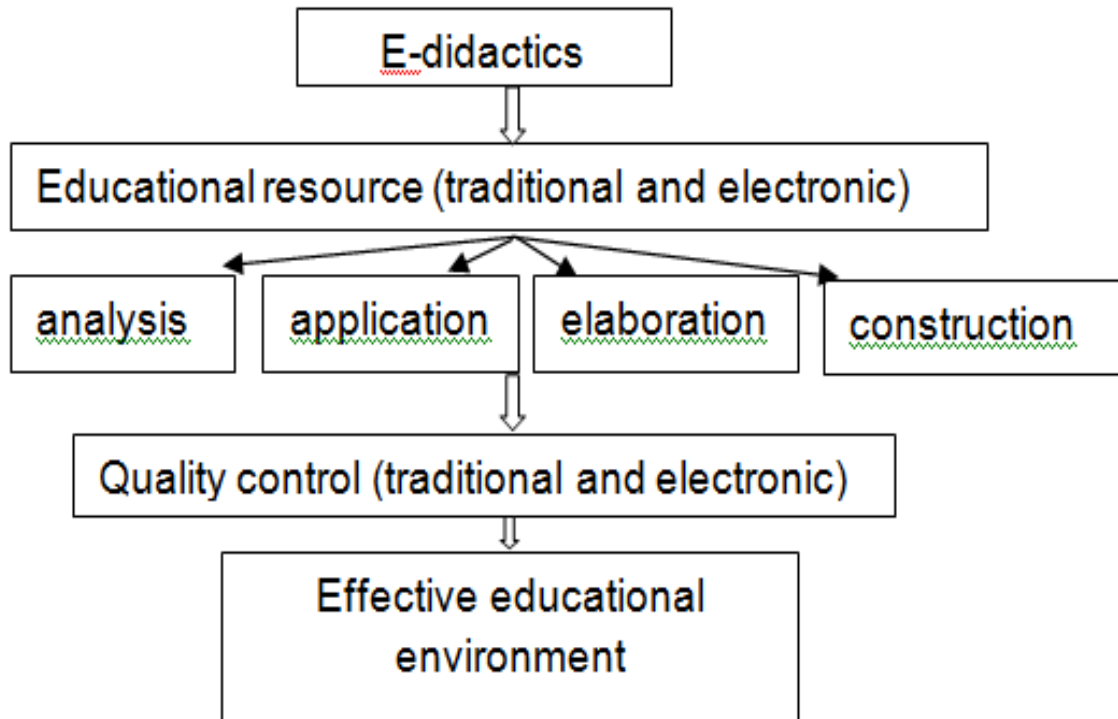 E-didactics
Educational resource (traditional and electronic)
analysis
application
elaboration
construction
Quality control (traditional and electronic)
Effective educational
environment